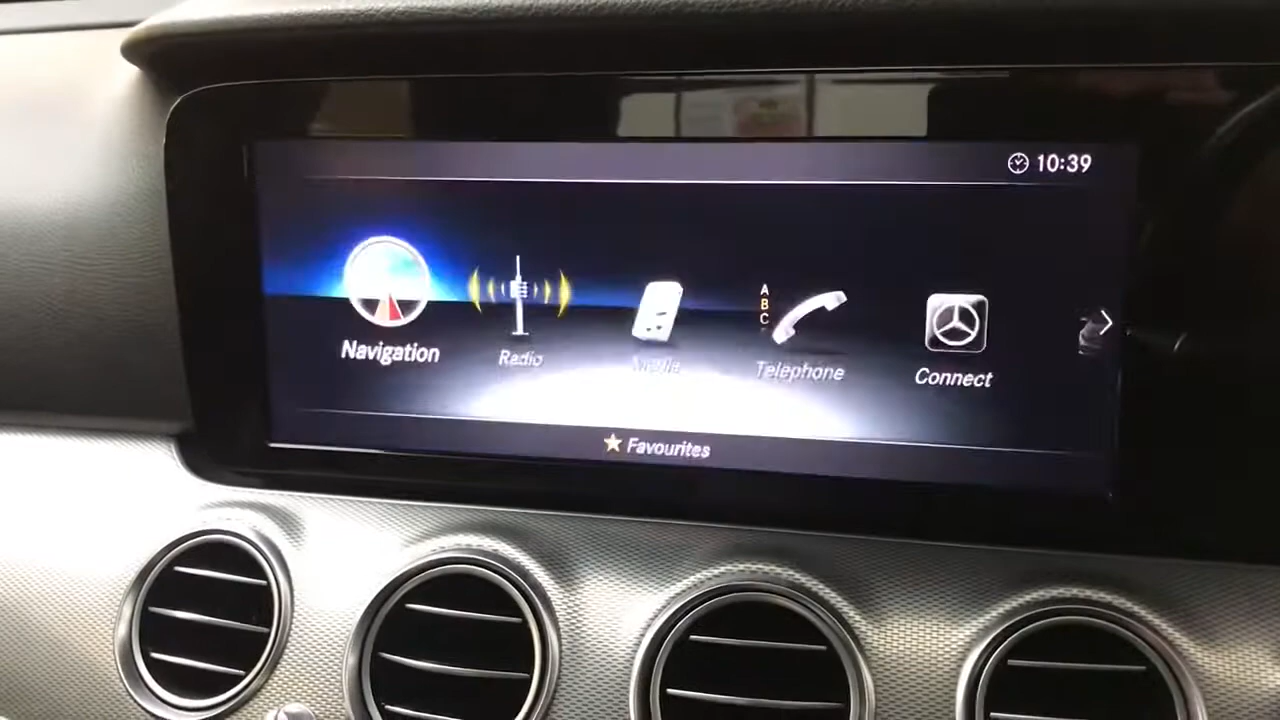 10:39
Navigation
Radio
Media
A
B
C
Telephone
Connect
Favourites